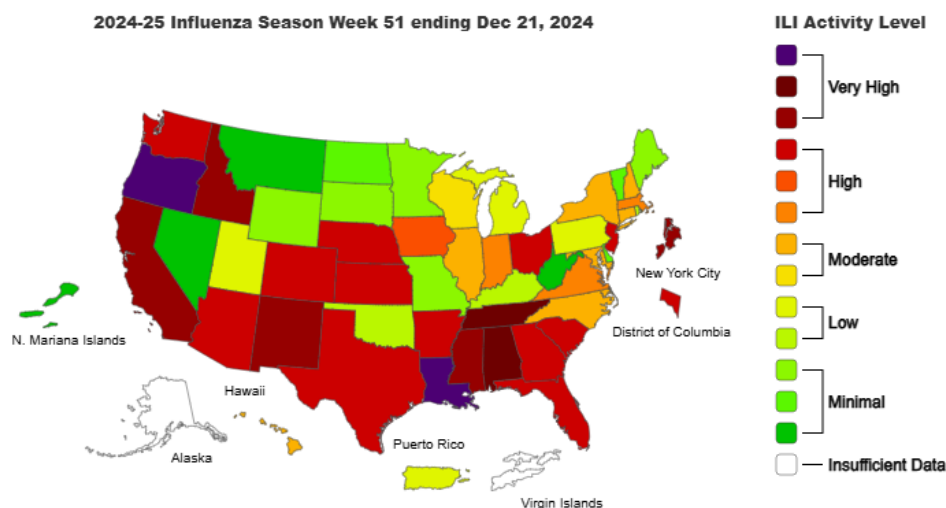 2024-25 Influenza Season Week 51 ending Dec 21, 2024
ILI Activity Level
Very High
High
Moderate
Low
Minimal
Insufficient Data
New York City
District of Columbia
N. Mariana Islands
Hawaii
Alaska
Puerto Rico
Virgin Islands